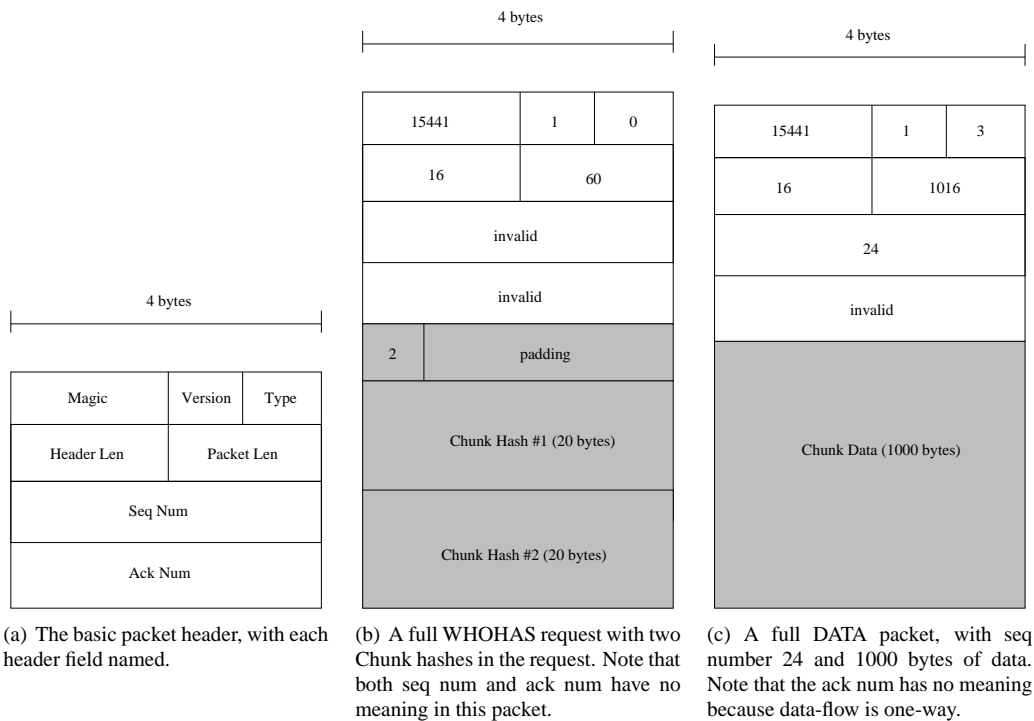 4 bytes
Magic Version Type
Header Len Packet Len
Seq Num
Ack Num
(a) The basic packet header, with each
header field named.
4 bytes
15441 1 0
16 60
invalid
invalid
2 padding
Chunk Hash #1 (20 bytes)
Chunk Hash #2 (20 bytes)
(b) A full WHOHAS request with two
Chunk hashes in the request. Note that
both seq num and ack num have no
meaning in this packet.
4 bytes
15441 1 3
16 1016
24
invalid
Chunk Data (1000 bytes)
(c) A full DATA packet, with seq
number 24 and 1000 bytes of data.
Note that the ack num has no meaning
because data-flow is one-way.